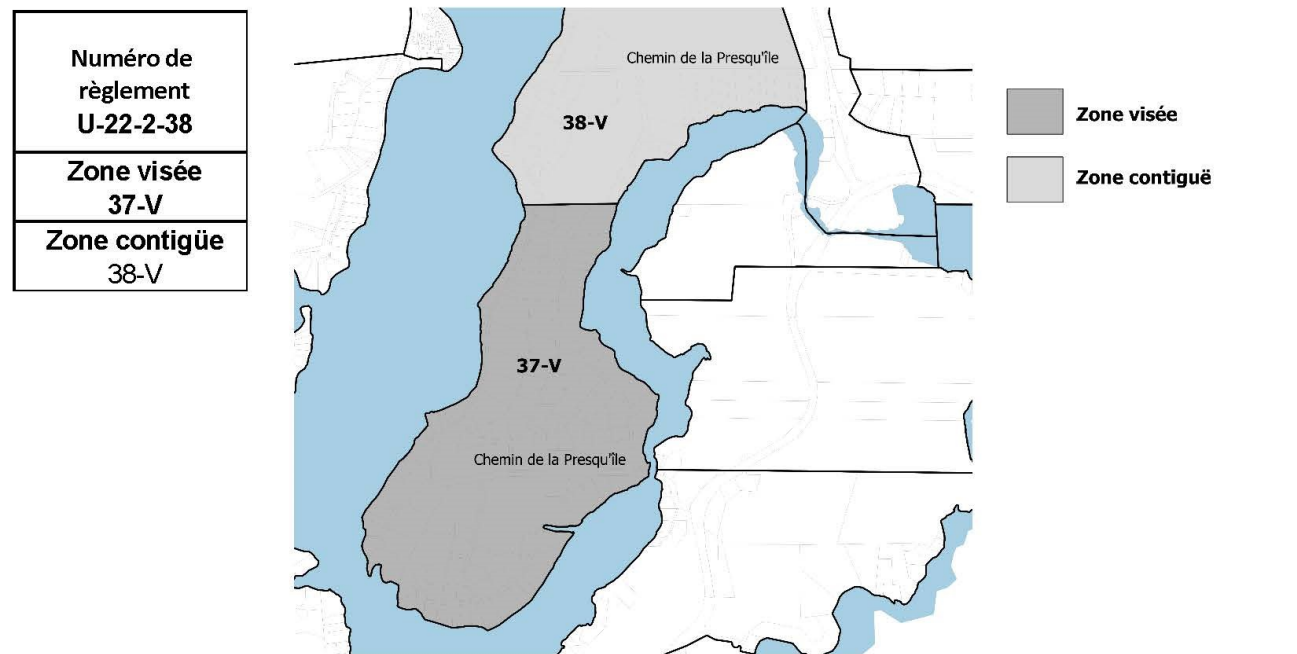 Numéro de
règlement
U-22-2-38
Zone visée
37-V
Zone contigüe
38-V
Chemin de la Presqu'île
38-V
37-V
Chemin de la Presqu'île
Zone visée
Zone contiguë